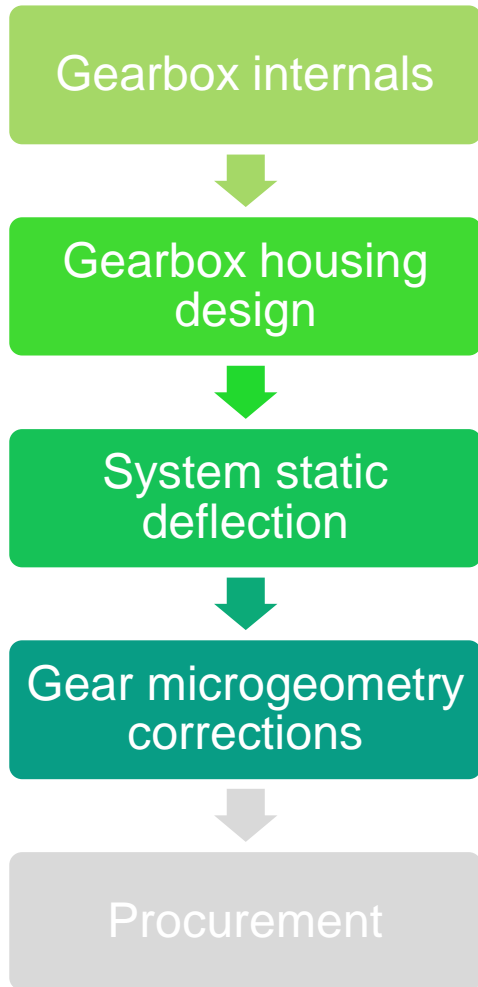 Gearbox internals
Gearbox housing
design
System static
deflection
Gear microgeometry
corrections
Procurement